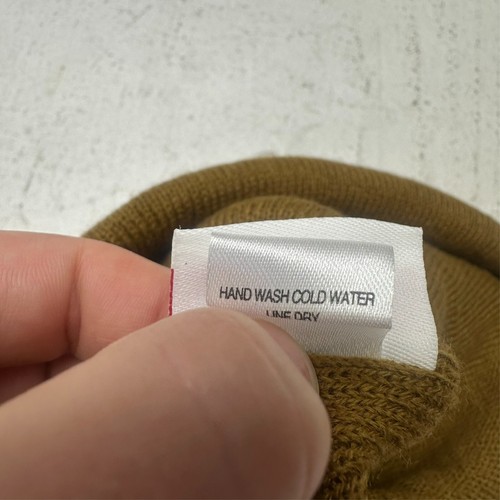 HAND WASH COLD WATER
LINE DRY